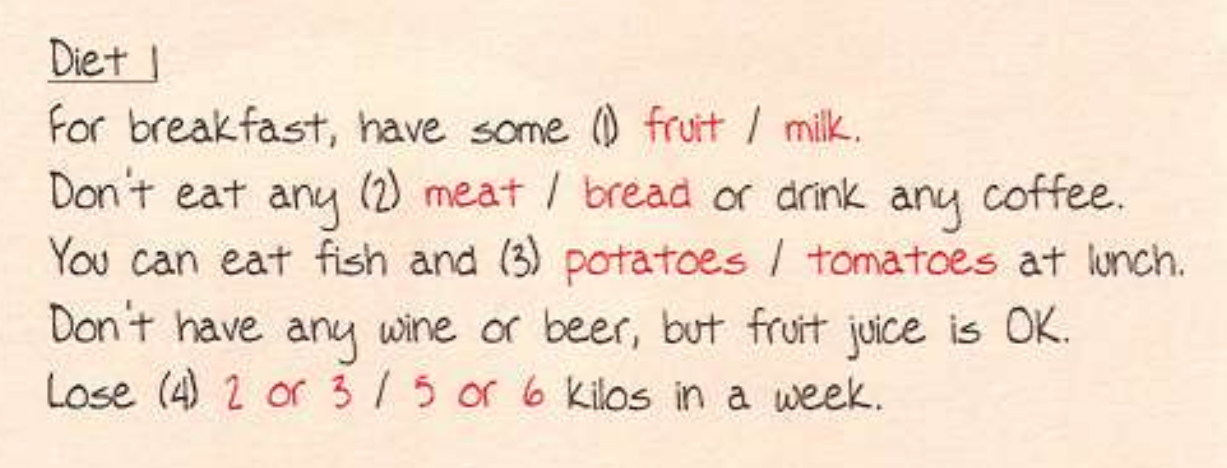 Diet 1
For breakfast, have some (1) fruit / milk.
Don't eat any (2) meat / bread or drink any coffee.
You can eat fish and (3) potatoes / tomatoes at lunch.
Don't have any wine or beer, but fruit juice is OK.
Lose (4) 2 or 3 / 5 or 6 kilos in a week.